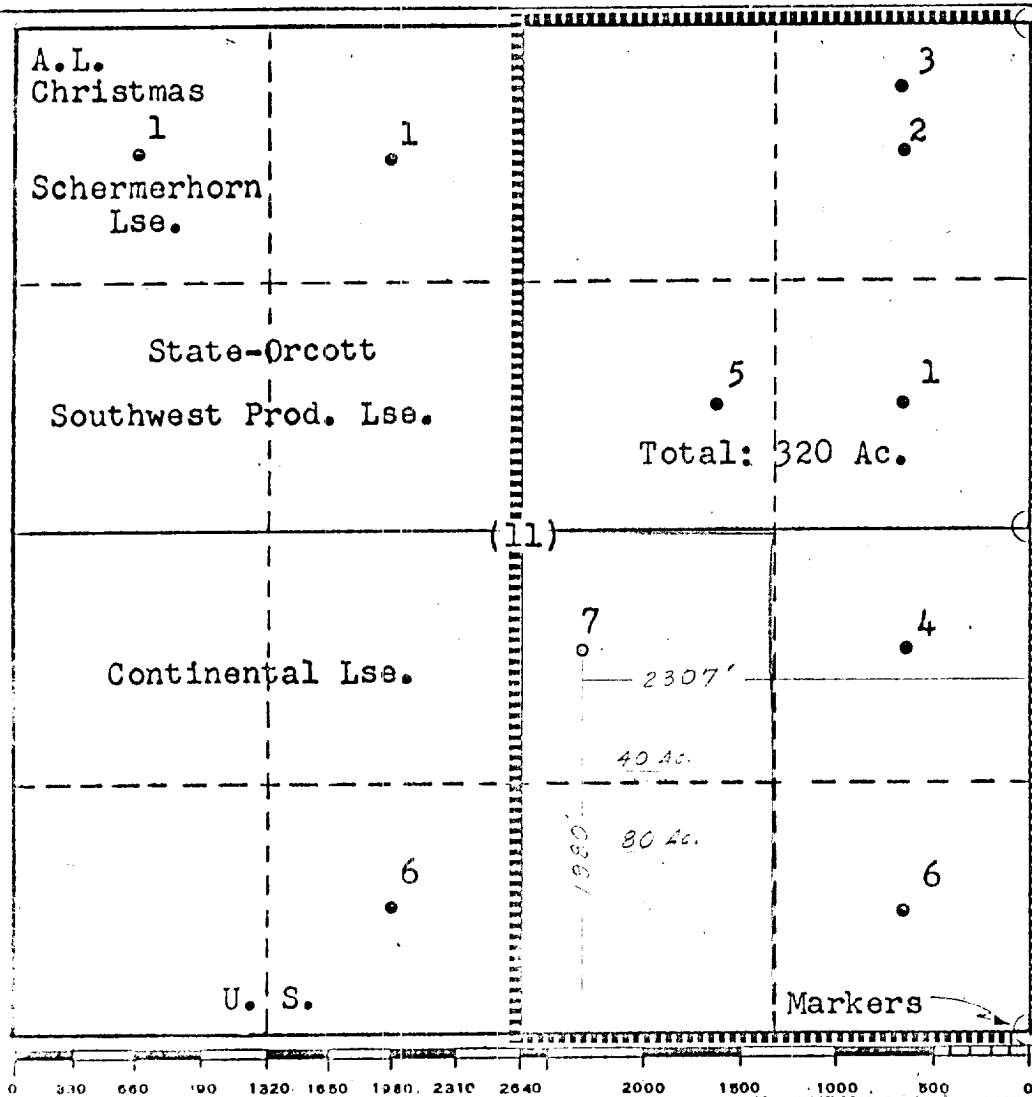 A.L.
Christmas
1
Schermerhorn
Lse.
1
3
2
State-Orcott
Southwest Prod. Lse.
5
1
Total: 320 Ac.
(11)
Continental Lse.
7
4
2307'
40 Ac.
1980'
80 Ac.
6
6
U. S.
Markers
0 330 660 990 1320 1650 1980 2310 2640 2000 1500 1000 500 0